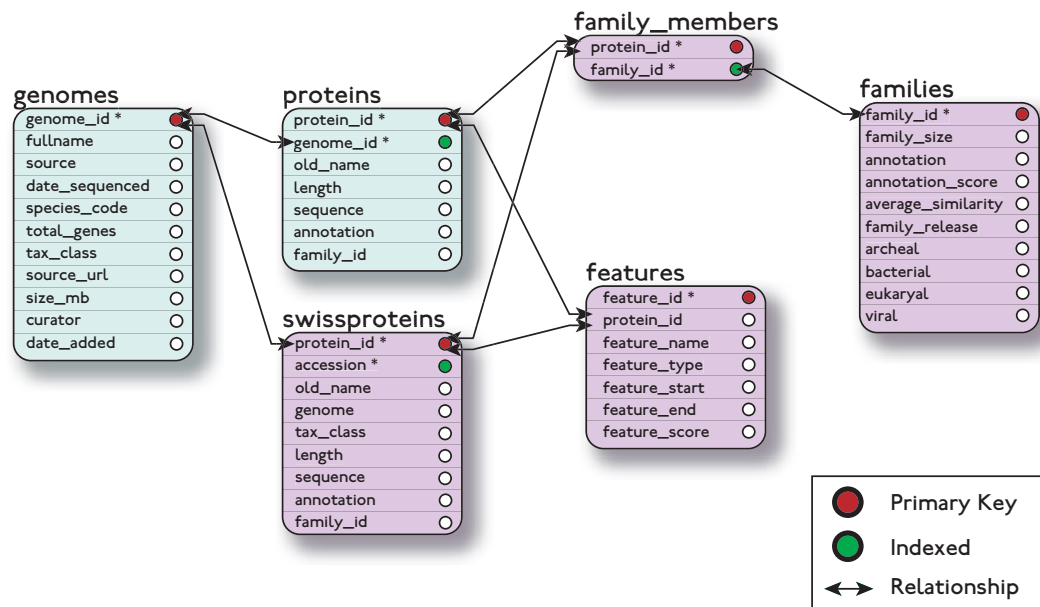 genomes
genome_id *
fullname
source
date_sequenced
species_code
total_genes
tax_class
source_url
size_mb
curator
date_added
proteins
protein_id *
genome_id *
old_name
length
sequence
annotation
family_id
swissproteins
protein_id *
accession *
old_name
genome
tax_class
length
sequence
annotation
family_id
family_members
protein_id *
family_id *
features
feature_id *
protein_id
feature_name
feature_type
feature_start
feature_end
feature_score
families
family_id *
family_size
annotation
annotation_score
average_similarity
family_release
archeal
bacterial
eukaryal
viral
Primary Key
Indexed
Relationship